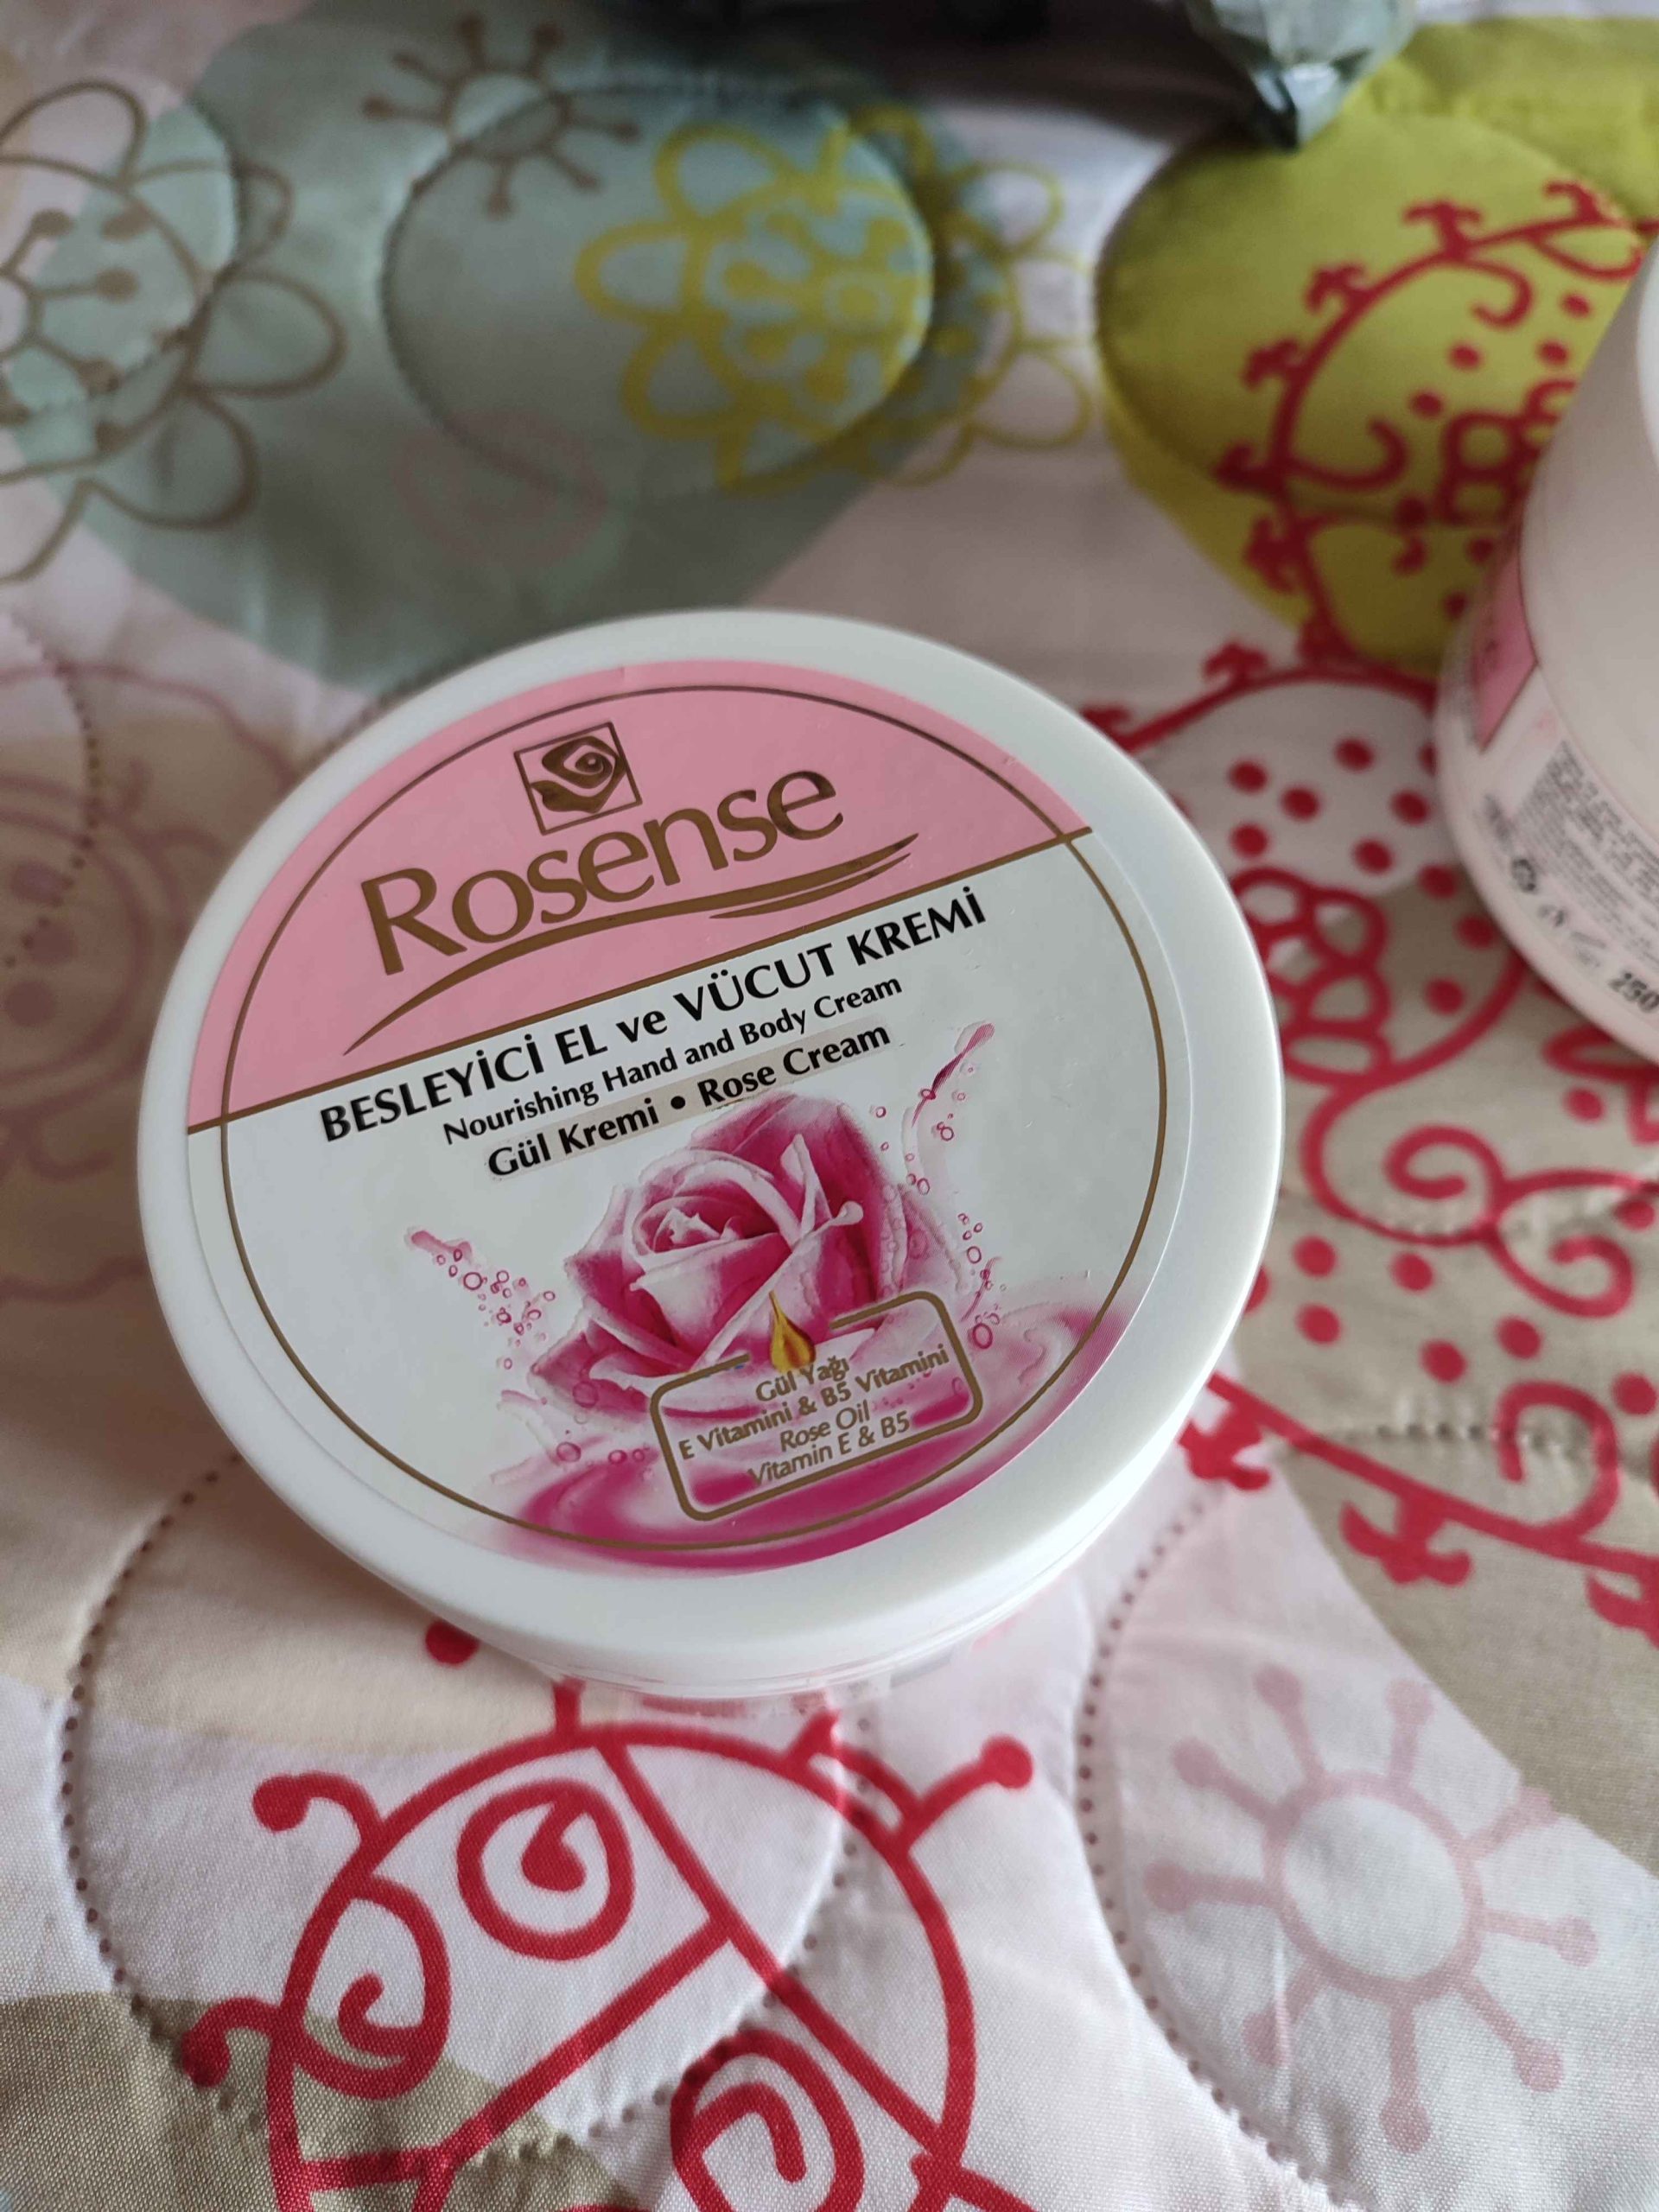 Rosense
BESLEYİCİ EL ve VÜCUT KREMİ
Nourishing Hand and Body Cream
Gül Kremi • Rose Cream
Gül Yağı
E Vitamini & B5 Vitamini
Rose Oil
Vitamin E & B5
250